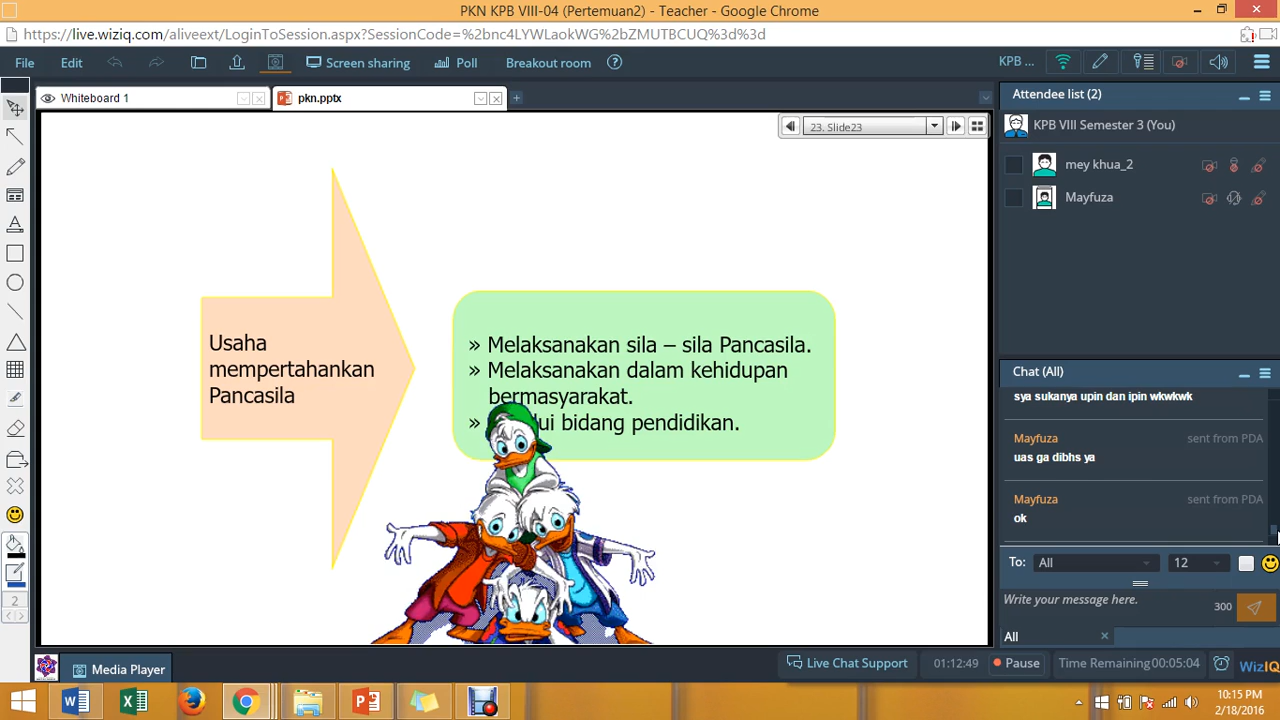 PKN KPB VIII-04 (Pertemuan2) - Teacher - Google Chrome
https://live.wiziq.com/aliveext/LoginToSession.aspx?SessionCode=%2bnc4LYWLaokWG%2bZMUTBCUQ%3d%3d
File Edit Screen sharing Poll Breakout room KPB ...
Whiteboard 1 pkn.pptx
23. Slide23
Usaha
mempertahankan
Pancasila
» Melaksanakan sila – sila Pancasila.
» Melaksanakan dalam kehidupan
bermasyarakat.
» bidang pendidikan.
Attendee list (2)
KPB VIII Semester 3 (You)
mey khua_2
Mayfuza
Chat (All)
sya sukanya upin dan ipin wkwkwk
Mayfuza sent from PDA
uas ga dibhs ya
Mayfuza sent from PDA
ok
To: All 12
Write your message here. 300
All
2
Media Player Live Chat Support 01:12:49 Pause Time Remaining 00:05:04 WizIQ
10:15 PM
2/18/2016